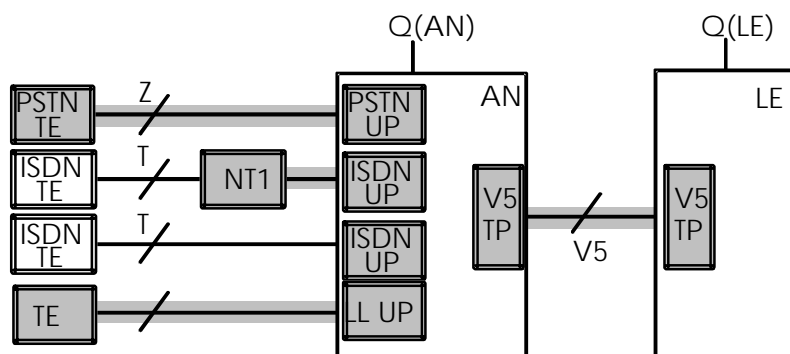 Q(AN)
Q(LE)
PSTN
TE
Z
PSTN
UP
AN
LE
ISDN
TE
T
NT1
ISDN
UP
V5
TP
V5
V5
TP
ISDN
TE
T
ISDN
UP
TE
LL UP